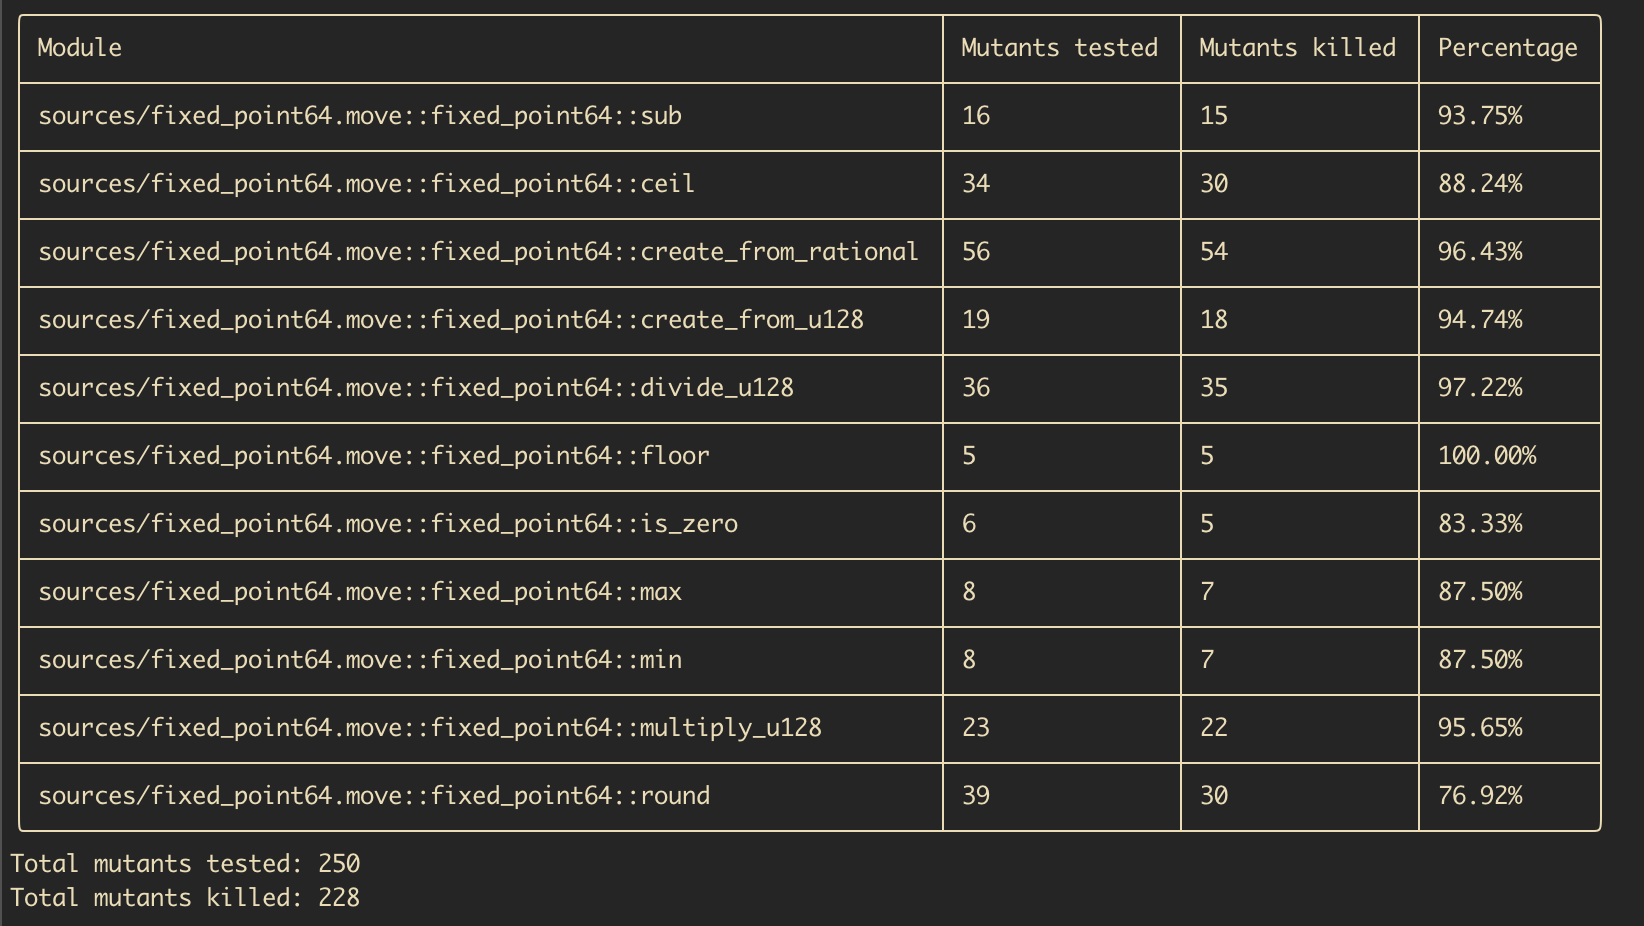 Module Mutants tested Mutants killed Percentage
sources/fixed_point64.move::fixed_point64::sub 16 15 93.75%
sources/fixed_point64.move::fixed_point64::ceil 34 30 88.24%
sources/fixed_point64.move::fixed_point64::create_from_rational 56 54 96.43%
sources/fixed_point64.move::fixed_point64::create_from_u128 19 18 94.74%
sources/fixed_point64.move::fixed_point64::divide_u128 36 35 97.22%
sources/fixed_point64.move::fixed_point64::floor 5 5 100.00%
sources/fixed_point64.move::fixed_point64::is_zero 6 5 83.33%
sources/fixed_point64.move::fixed_point64::max 8 7 87.50%
sources/fixed_point64.move::fixed_point64::min 8 7 87.50%
sources/fixed_point64.move::fixed_point64::multiply_u128 23 22 95.65%
sources/fixed_point64.move::fixed_point64::round 39 30 76.92%
Total mutants tested: 250
Total mutants killed: 228